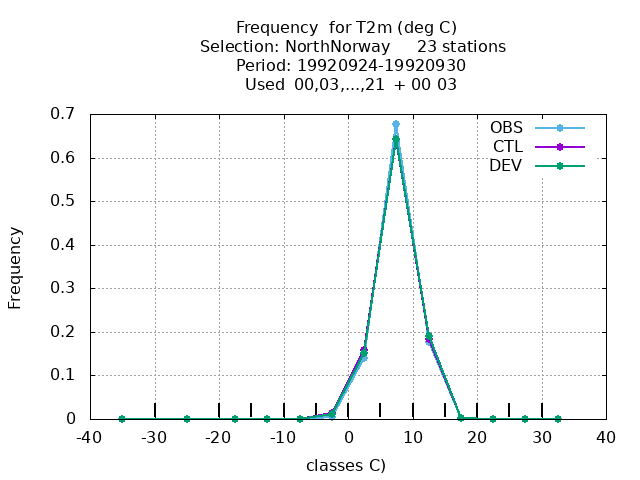 Frequency  for T2m (deg C)
Selection: NorthNorway     23 stations
Period: 19920924-19920930
Used  00,03,...,21  + 00 03
0.7
0.6
0.5
0.4
0.3
0.2
0.1
0
Frequency
OBS
CTL
DEV
-40 -30 -20 -10 0 10 20 30 40
classes C)